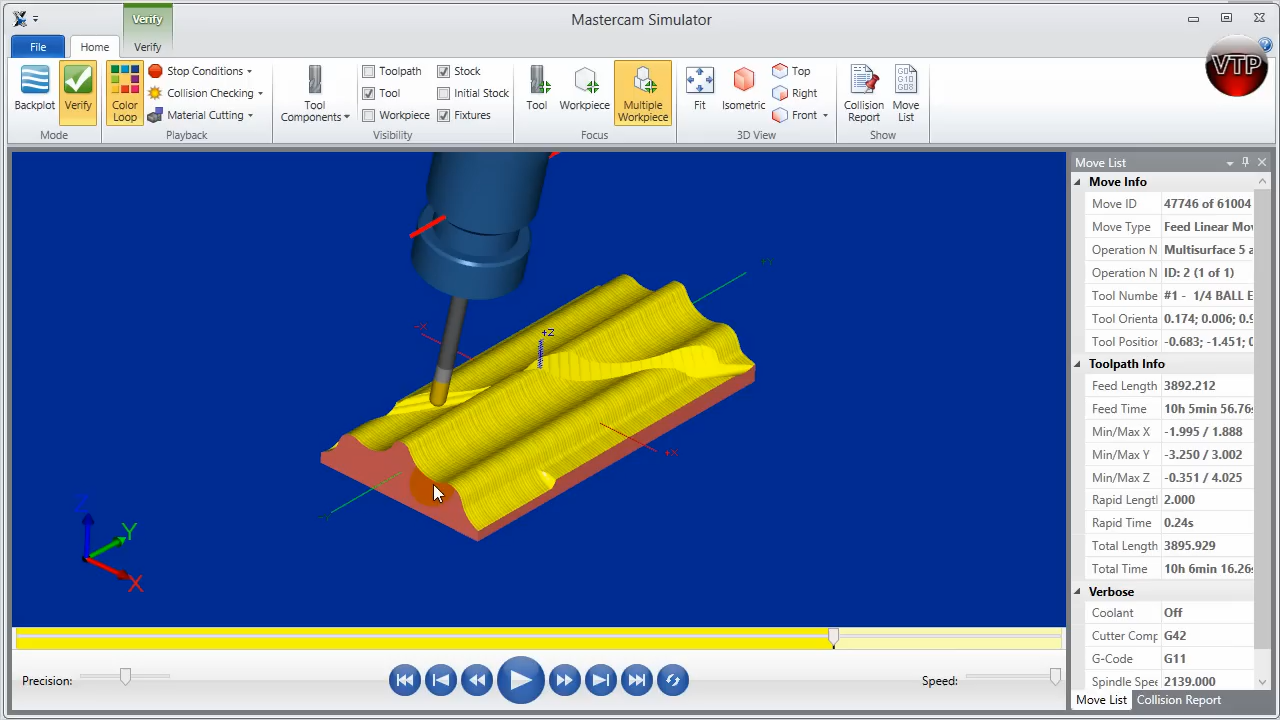 Verify
Mastercam Simulator
File
Home
Verify
VTP
Backplot
Verify
Mode
Color Loop
Stop Conditions
Collision Checking
Material Cutting
Playback
Tool Components
Toolpath
Tool
Workpiece
Stock
Initial Stock
Fixtures
Visibility
Tool
Workpiece
Multiple Workpiece
Focus
Fit
Isometric
Top
Right
Front
3D View
Collision Report
Move List
Show
Move List
Move Info
Move ID 47746 of 61004
Move Type Feed Linear Mo
Operation N Multisurface 5 a
Operation N ID: 2 (1 of 1)
Tool Numbe #1 - 1/4 BALL E
Tool Orienta 0.174; 0.006; 0.9
Tool Position -0.683; -1.451; 0
Toolpath Info
Feed Length 3892.212
Feed Time 10h 5min 56.76s
Min/Max X -1.995 / 1.888
Min/Max Y -3.250 / 3.002
Min/Max Z -0.351 / 4.025
Rapid Length 2.000
Rapid Time 0.24s
Total Length 3895.929
Total Time 10h 6min 16.26s
Verbose
Coolant Off
Cutter Comp G42
G-Code G11
Spindle Spee 2139.000
Move List
Collision Report
-X
+Z
+X
Z
Y
X
Precision:
Speed: